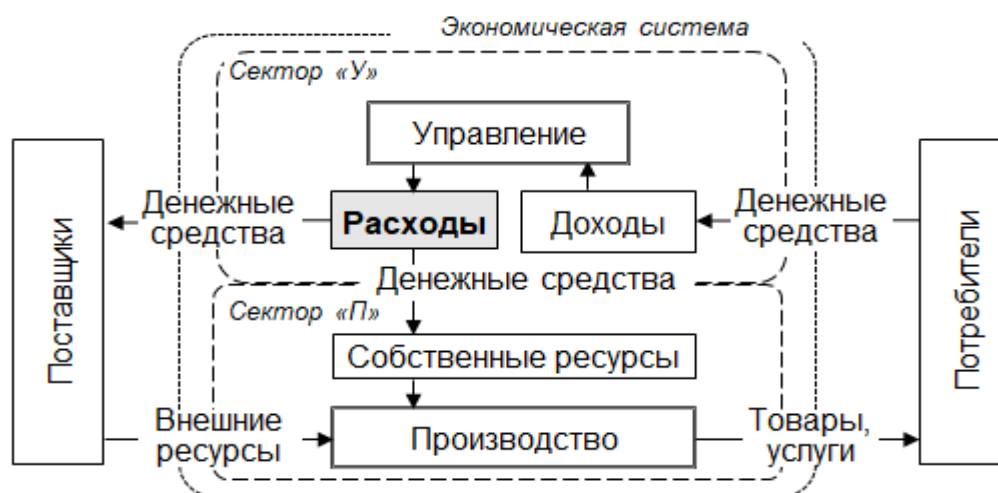 Экономическая система
Сектор «У»
Управление
Денежные
средства
Расходы
Доходы
Денежные
средства
Поставщики
Потребители
Денежные средства
Сектор «П»
Собственные ресурсы
Внешние
ресурсы
Производство
Товары,
услуги